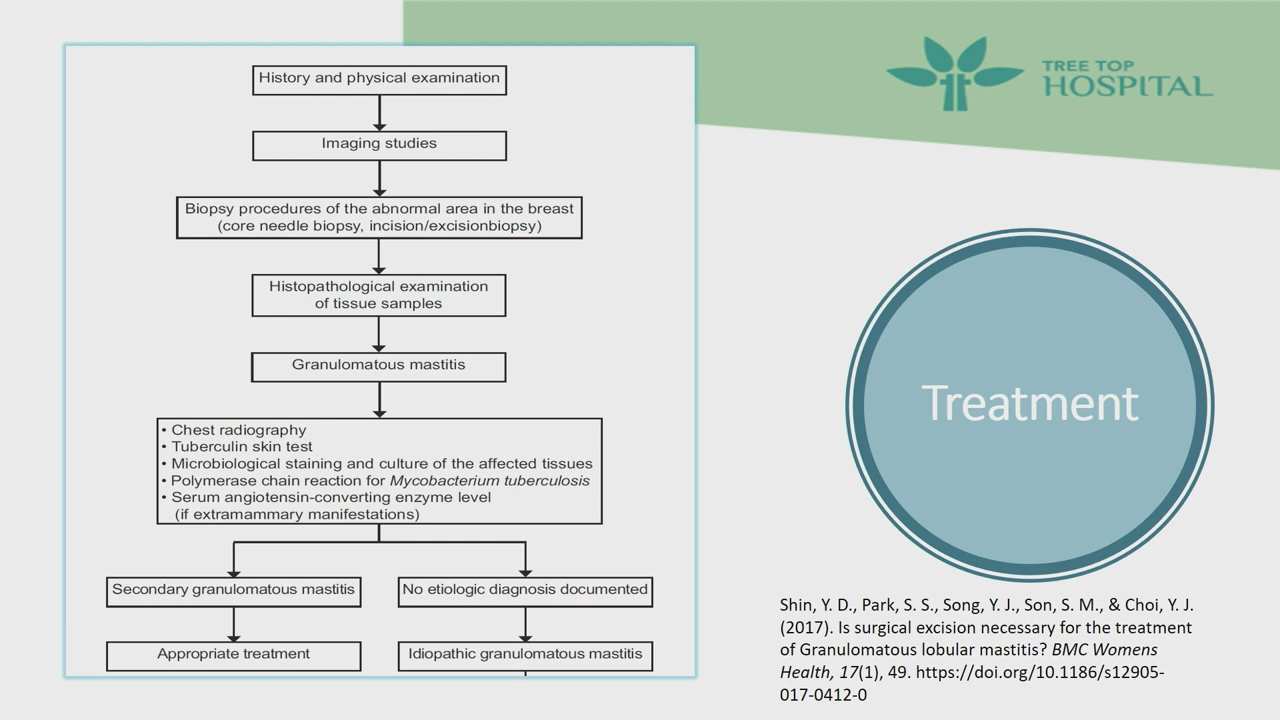 History and physical examination
Imaging studies
Biopsy procedures of the abnormal area in the breast
(core needle biopsy, incision/excisionbiopsy)
Histopathological examination
of tissue samples
Granulomatous mastitis
• Chest radiography
• Tuberculin skin test
• Microbiological staining and culture of the affected tissues
• Polymerase chain reaction for Mycobacterium tuberculosis
• Serum angiotensin-converting enzyme level
(if extramammary manifestations)
Secondary granulomatous mastitis
No etiologic diagnosis documented
Appropriate treatment
Idiopathic granulomatous mastitis
TREE TOP
HOSPITAL
Treatment
Shin, Y. D., Park, S. S., Song, Y. J., Son, S. M., & Choi, Y. J.
(2017). Is surgical excision necessary for the treatment
of Granulomatous lobular mastitis? BMC Womens
Health, 17(1), 49. https://doi.org/10.1186/s12905-
017-0412-0